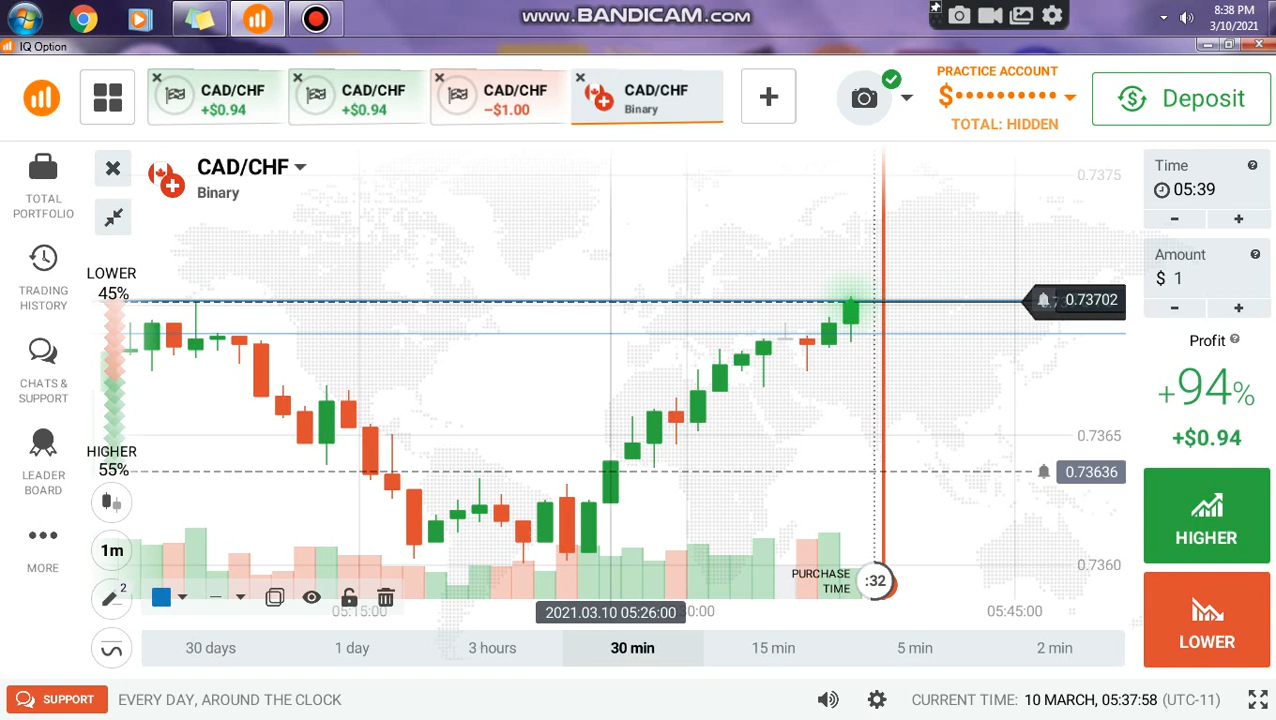 www.BANDICAM.com
8:38 PM
3/10/2021
IQ Option
CAD/CHF
+$0.94
CAD/CHF
+$0.94
CAD/CHF
−$1.00
CAD/CHF
Binary
PRACTICE ACCOUNT
$••••••••••
TOTAL: HIDDEN
Deposit
TOTAL
PORTFOLIO
TRADING
HISTORY
CHATS &
SUPPORT
LEADER
BOARD
MORE
CAD/CHF
Binary
LOWER
45%
HIGHER
55%
1m
2
0.7375
0.73702
0.7365
0.73636
0.7360
PURCHASE
TIME
:32
05:15:00
2021.03.10 05:26:00
05:45:00
30 days
1 day
3 hours
30 min
15 min
5 min
2 min
Time
05:39
- +
Amount
$ 1
- +
Profit
+94%
+$0.94
HIGHER
LOWER
SUPPORT
EVERY DAY, AROUND THE CLOCK
CURRENT TIME: 10 MARCH, 05:37:58 (UTC-11)